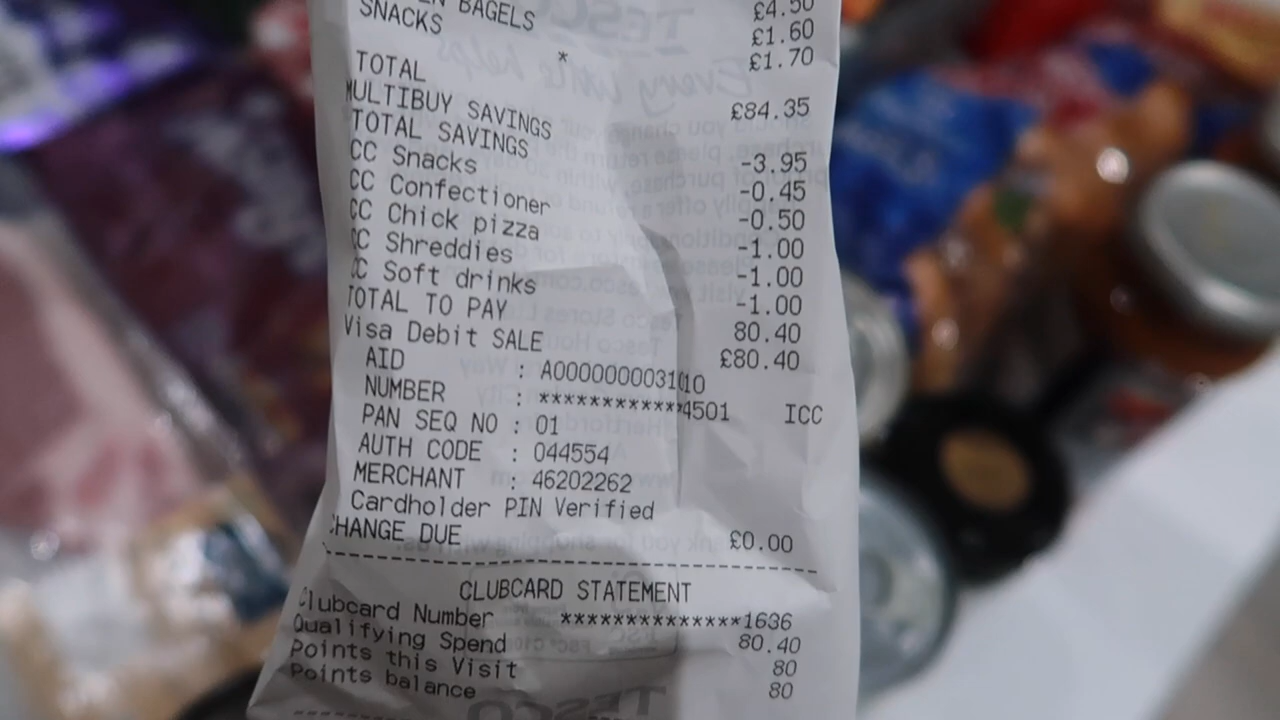 £4.50
BAGELS £1.60
SNACKS * £1.70
TOTAL £84.35
MULTIBUY SAVINGS
TOTAL SAVINGS -3.95
CC Snacks -0.45
CC Confectioner -0.50
CC Chick pizza -1.00
CC Shreddies -1.00
CC Soft drinks -1.00
TOTAL TO PAY 80.40
Visa Debit SALE £80.40
AID : A0000000031010
NUMBER : ************4501 ICC
PAN SEQ NO : 01
AUTH CODE : 044554
MERCHANT : 46202262
Cardholder PIN Verified
CHANGE DUE £0.00
CLUBCARD STATEMENT
Clubcard Number **************1636
Qualifying Spend 80.40
Points this Visit 80
Points balance 80
TESCO